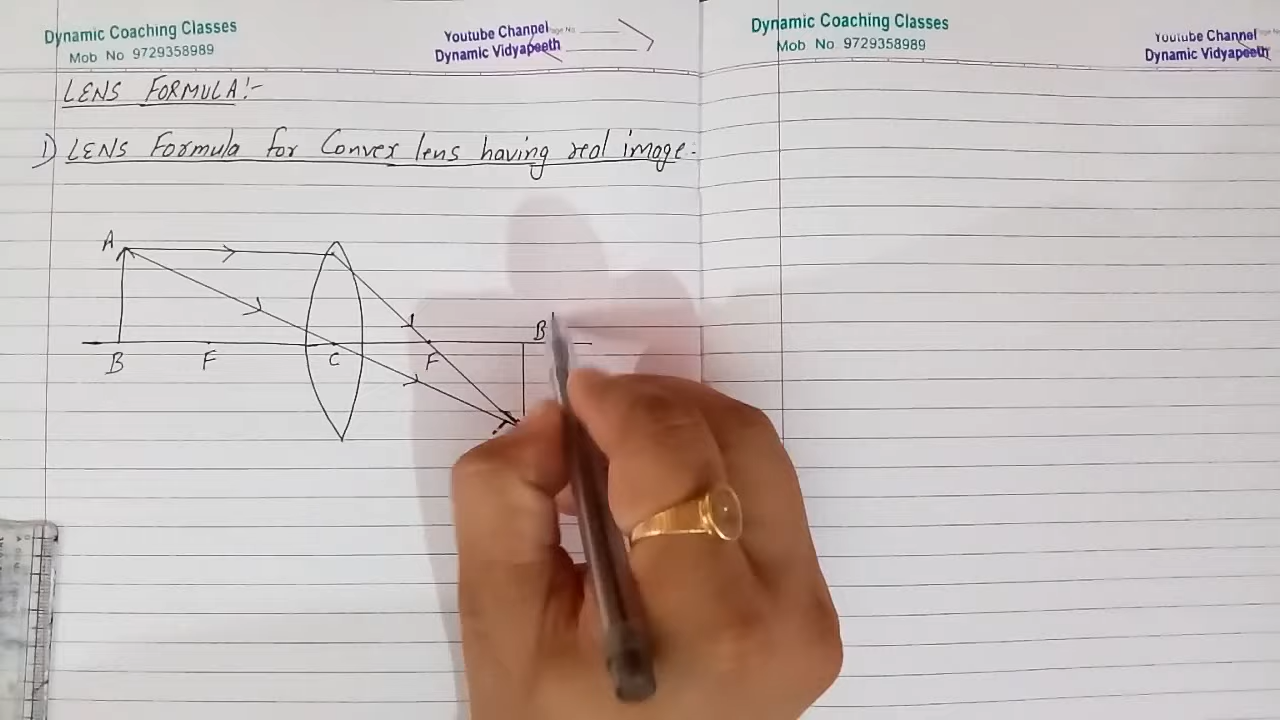 Dynamic Coaching Classes
Mob No 9729358989
Youtube Channel
Dynamic Vidyapeeth
Dynamic Coaching Classes
Mob No. 9729358989
Youtube Channel
Dynamic Vidyapeeth
LENS FORMULA:-
1) LENS Formula for Convex lens having real image:-
A
B F C F B'